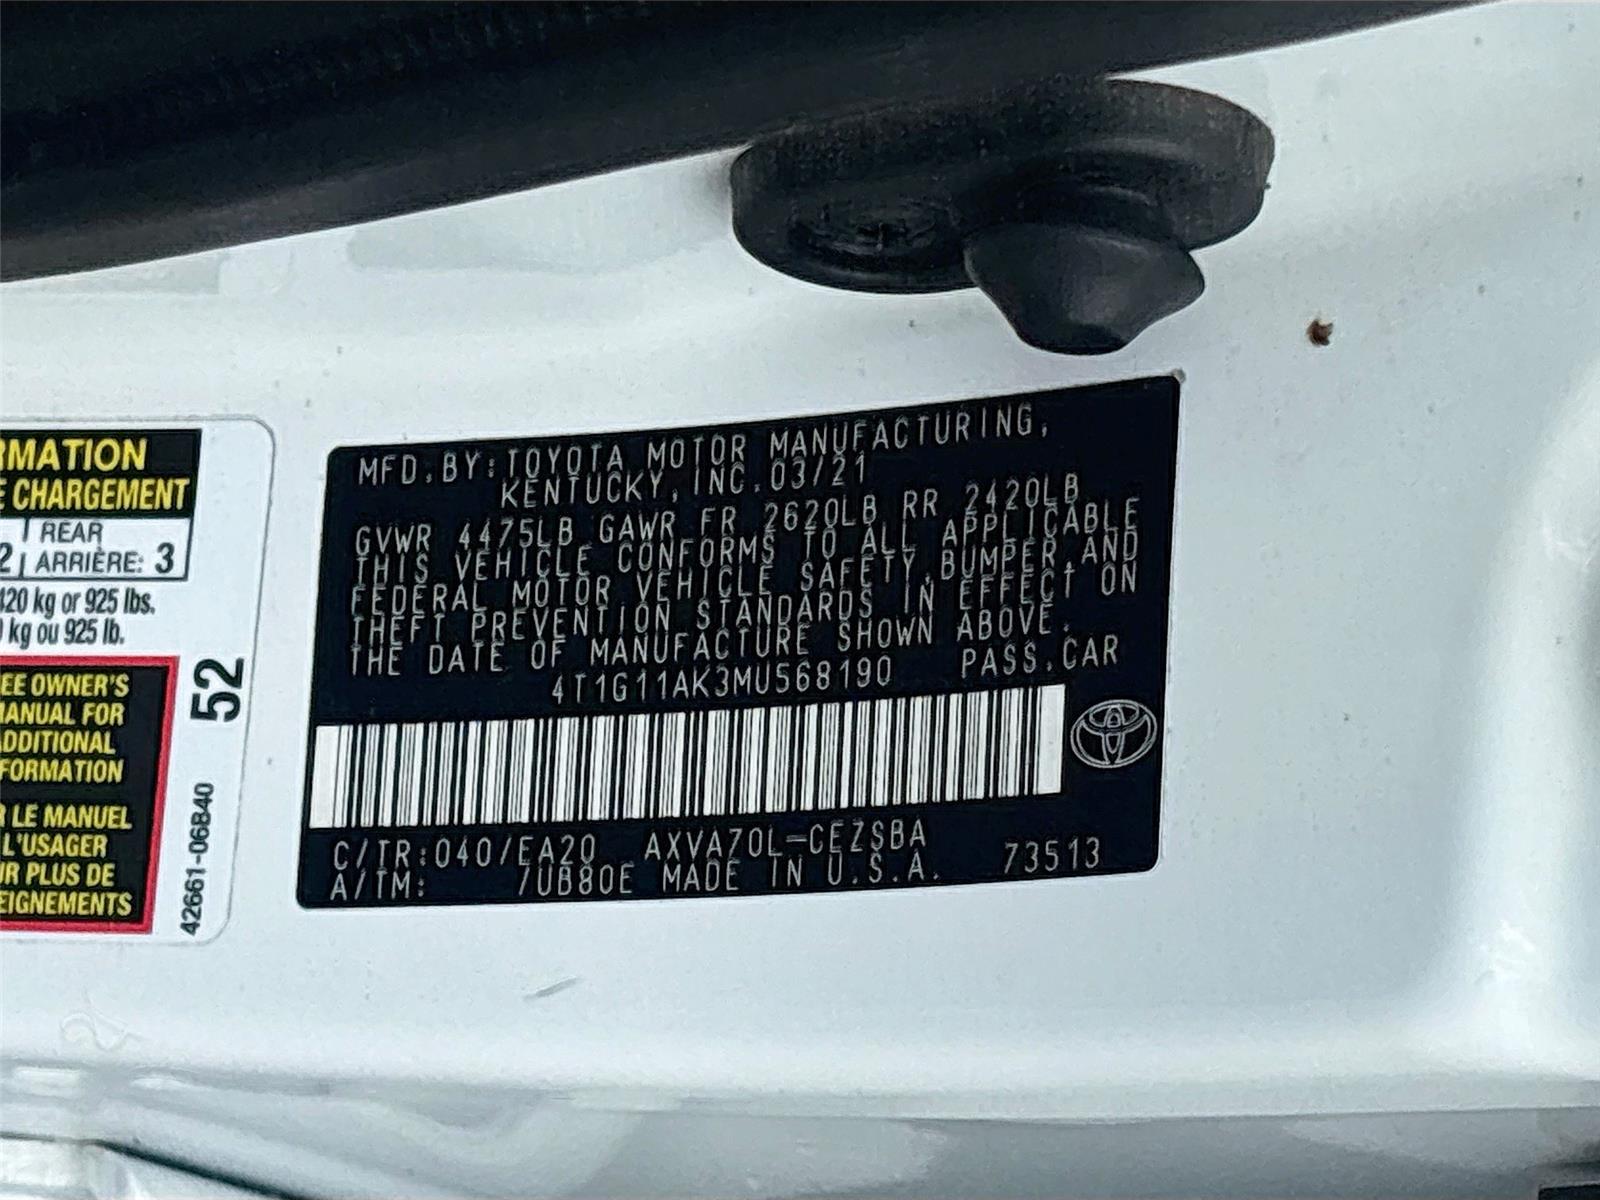 RMATION
E CHARGEMENT
2 REAR
ARRIÈRE: 3
420 kg or 925 lbs.
kg ou 925 lb.
EE OWNER'S
MANUAL FOR
ADDITIONAL
FORMATION
R LE MANUEL
L'USAGER
UR PLUS DE
EIGNEMENTS
52
42661-06B40
MFD.BY:TOYOTA MOTOR MANUFACTURING,
KENTUCKY,INC.03/21
GVWR 4475LB GAWR FR 2620LB RR 2420LB
THIS VEHICLE CONFORMS TO ALL APPLICABLE
FEDERAL MOTOR VEHICLE SAFETY,BUMPER,AND
THEFT PREVENTION STANDARDS IN EFFECT ON
THE DATE OF MANUFACTURE SHOWN ABOVE.
4T1G11AK3MU568190 PASS.CAR
C/TR:040/EA20 AXVA70L-CEZSBA 73513
A/TM: /UB80E MADE IN U.S.A.